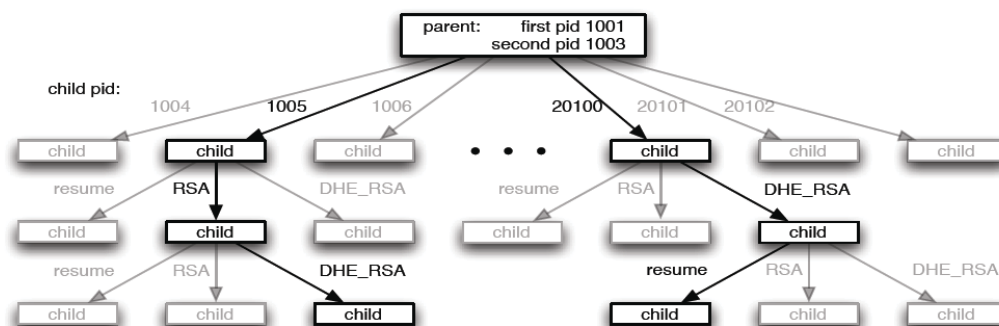 parent: first pid 1001
second pid 1003
child pid:
1004 1005 1006 20100 20101 20102
child child child • • • child child child
resume RSA DHE_RSA resume RSA DHE_RSA
child child child child child child
resume RSA DHE_RSA resume RSA DHE_RSA
child child child child child child